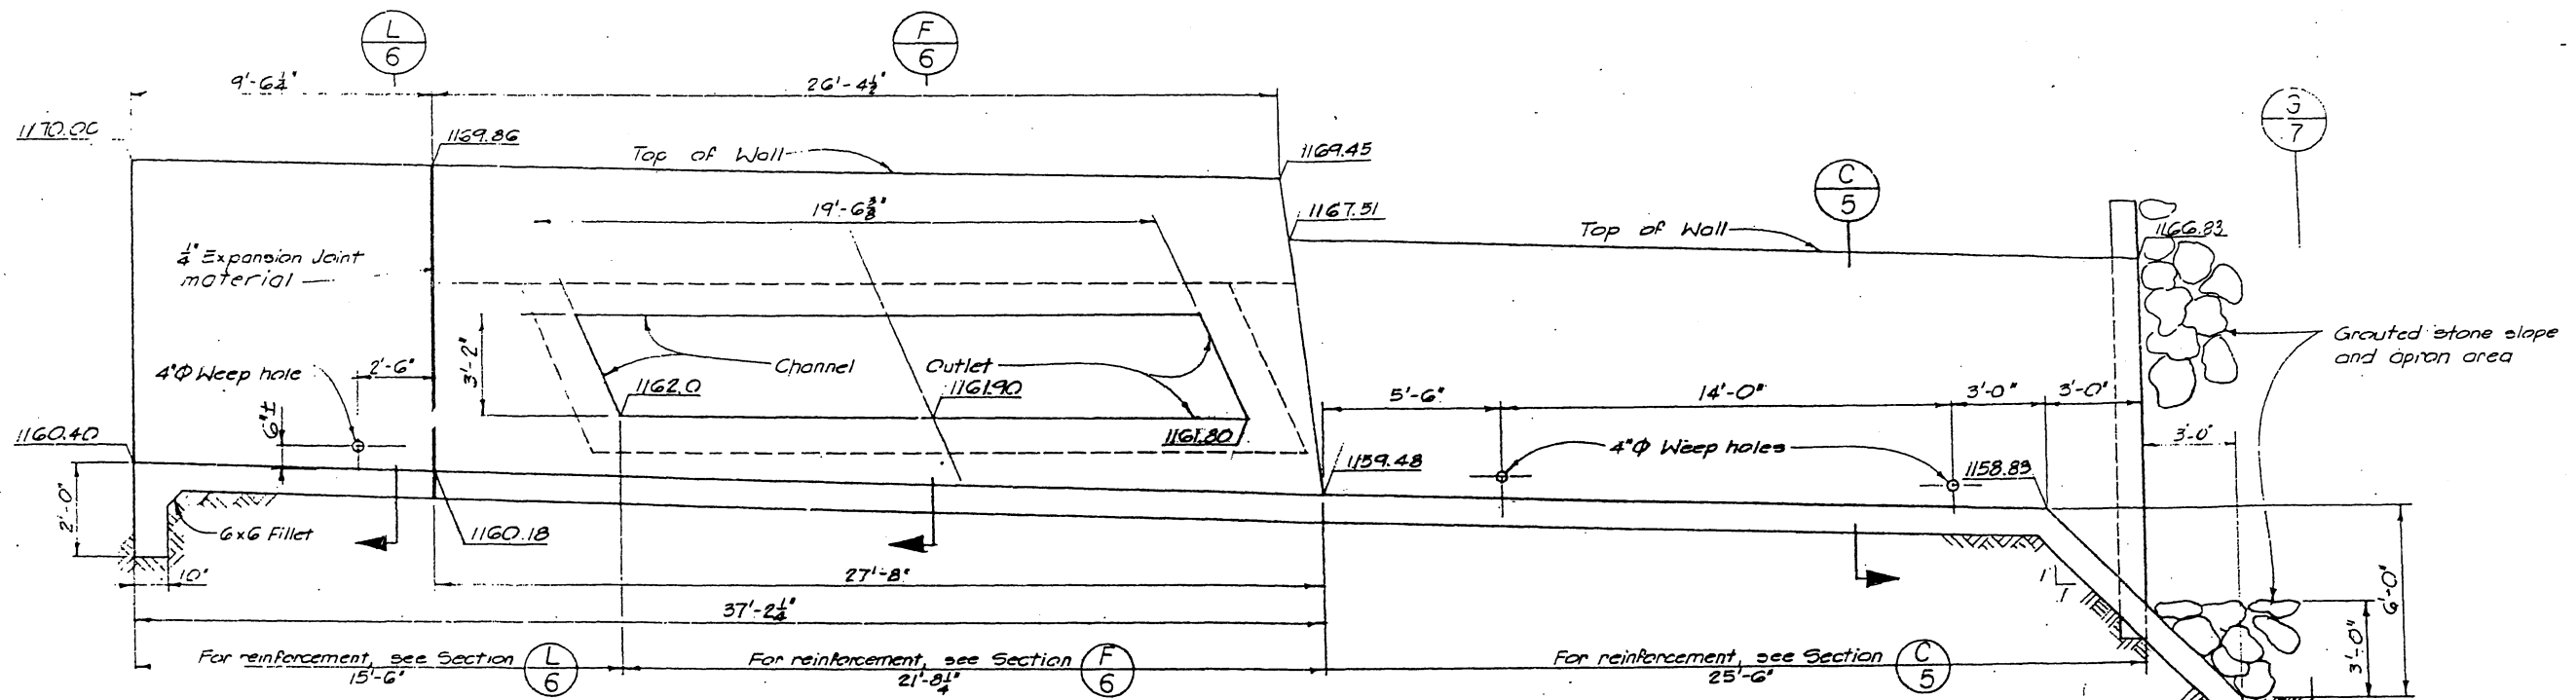 L
6
F
6
9'-6¼"
26'-4½"
3
7
1170.00
1169.86
Top of Wall
1169.45
C
5
19'-6⅜"
1167.51
Top of Wall
1166.83
¼" Expansion Joint
material
Grouted stone slope
and apron area
3'-2"
Channel
Outlet
4"Φ Weep hole
2'-6"
1162.0
1161.90
5'-6"
14'-0"
3'-0"
3'-0"
6"±
1160.40
1161.80
4"Φ Weep holes
3'-0"
1159.48
1158.83
2'-0"
6x6 Fillet
1160.18
10"
27'-8"
1
1
6'-0"
37'-2¼"
3'-0"
For reinforcement, see Section L
6
15'-6"
For reinforcement, see Section F
6
21'-8¼"
For reinforcement, see Section C
5
25'-6"